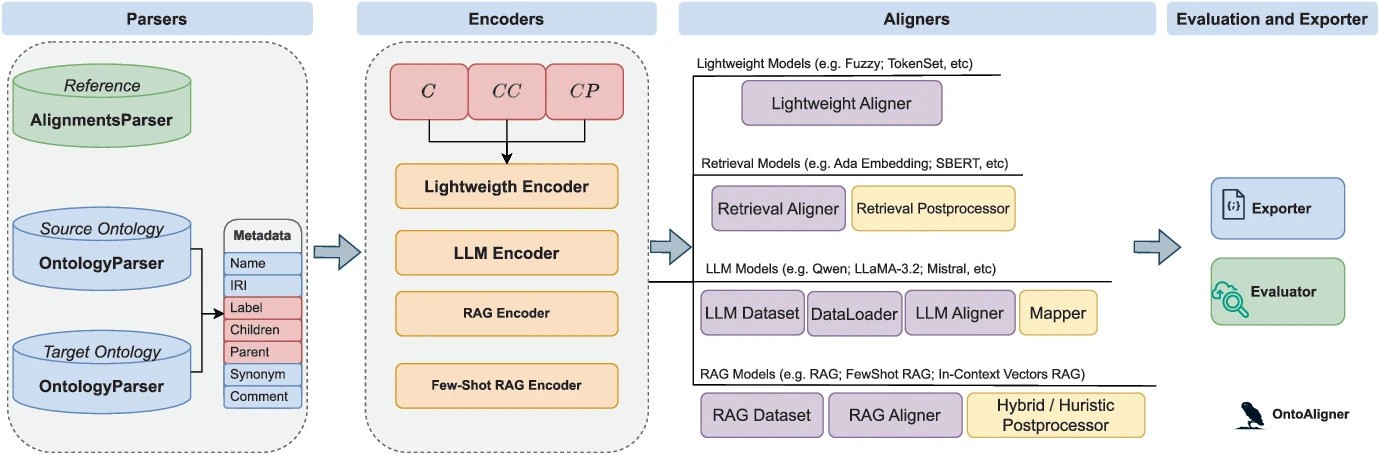 Parsers
Reference
AlignmentsParser
Source Ontology
OntologyParser
Target Ontology
OntologyParser
Metadata
Name
IRI
Label
Children
Parent
Synonym
Comment
Encoders
C
CC
CP
Lightweigth Encoder
LLM Encoder
RAG Encoder
Few-Shot RAG Encoder
Aligners
Lightweight Models (e.g. Fuzzy; TokenSet, etc)
Lightweight Aligner
Retrieval Models (e.g. Ada Embedding; SBERT, etc)
Retrieval Aligner
Retrieval Postprocessor
LLM Models (e.g. Qwen; LLaMA-3.2; Mistral, etc)
LLM Dataset
DataLoader
LLM Aligner
Mapper
RAG Models (e.g. RAG; FewShot RAG; In-Context Vectors RAG)
RAG Dataset
RAG Aligner
Hybrid / Huristic
Postprocessor
Evaluation and Exporter
{;}
Exporter
Evaluator
OntoAligner